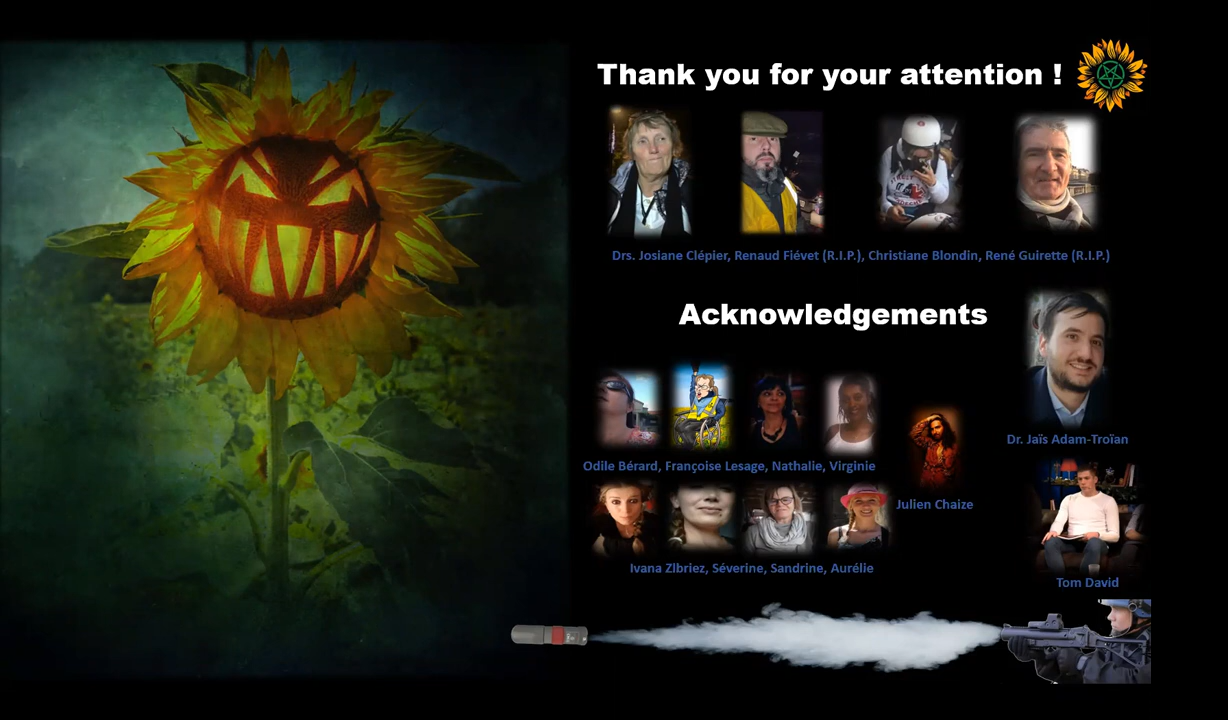 Thank you for your attention !
Drs. Josiane Clépier, Renaud Fiévet (R.I.P.), Christiane Blondin, René Guirette (R.I.P.)
Acknowledgements
Dr. Jaïs Adam-Troïan
Odile Bérard, Françoise Lesage, Nathalie, Virginie
Julien Chaize
Ivana Zlbriez, Séverine, Sandrine, Aurélie
Tom David